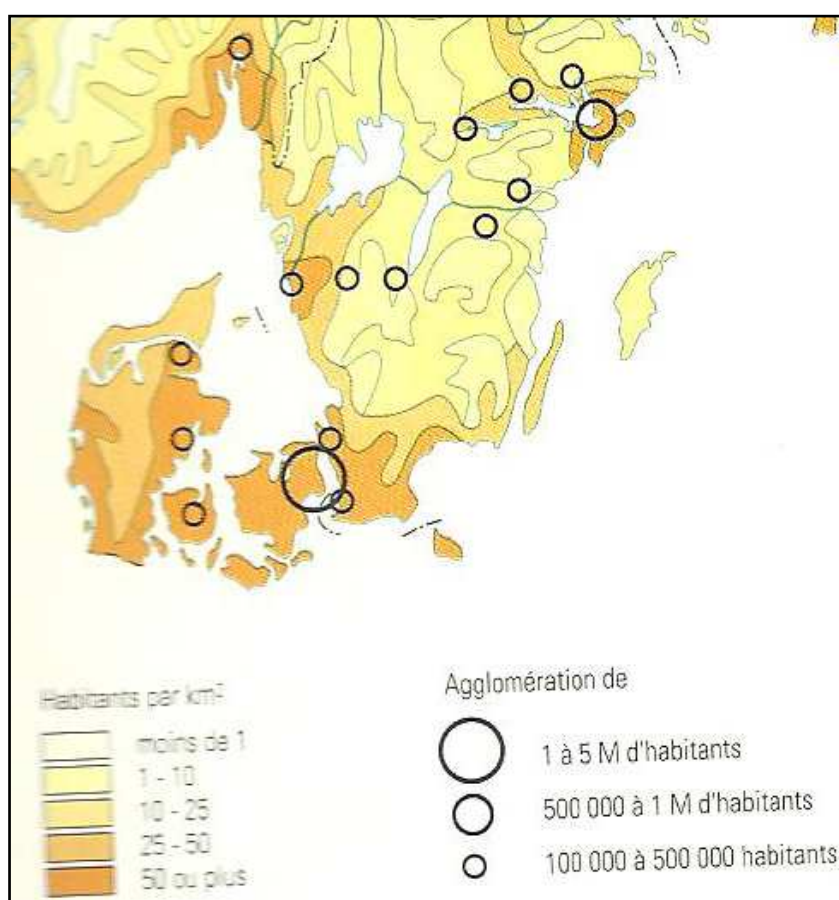 Habitants par km²
moins de 1
1 - 10
10 - 25
25 - 50
50 ou plus
Agglomération de
1 à 5 M d'habitants
500 000 à 1 M d'habitants
100 000 à 500 000 habitants